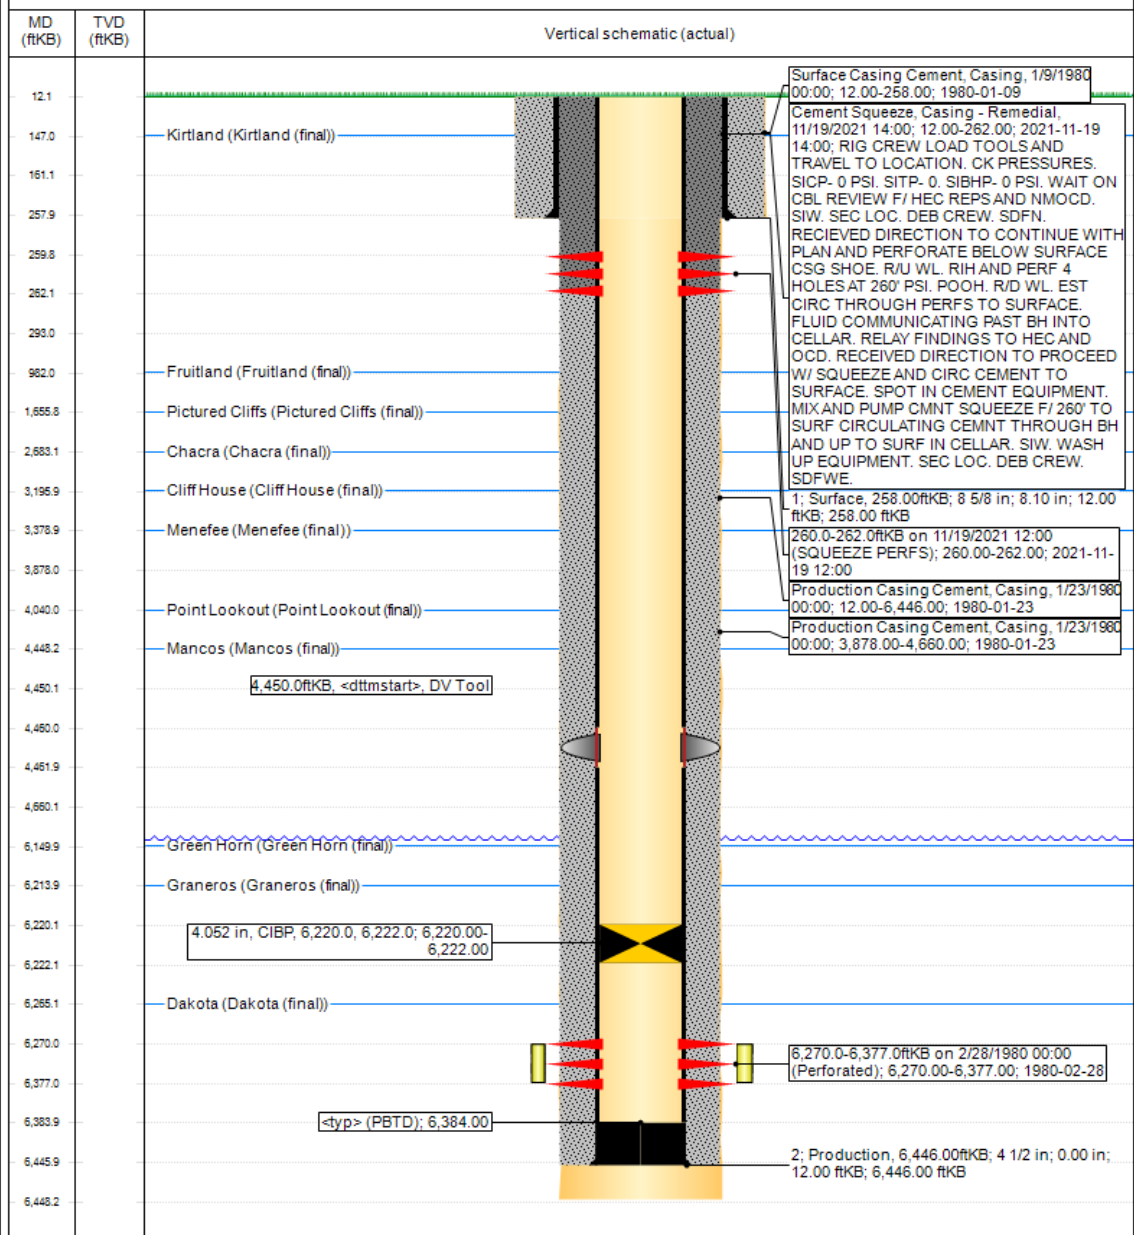 MD
(ftKB)
TVD
(ftKB)
Vertical schematic (actual)
12.1
147.0
161.1
257.9
259.8
262.1
293.0
982.0
1,655.8
2,683.1
3,195.9
3,378.9
3,878.0
4,040.0
4,448.2
4,450.1
4,460.0
4,461.9
4,660.1
6,149.9
6,213.9
6,220.1
6,222.1
6,265.1
6,270.0
6,377.0
6,383.9
6,445.9
6,448.2
Kirtland (Kirtland (final))
Fruitland (Fruitland (final))
Pictured Cliffs (Pictured Cliffs (final))
Chacra (Chacra (final))
Cliff House (Cliff House (final))
Menefee (Menefee (final))
Point Lookout (Point Lookout (final))
Mancos (Mancos (final))
4,450.0ftKB, <dttmstart>, DV Tool
Green Horn (Green Horn (final))
Graneros (Graneros (final))
4.052 in, CIBP, 6,220.0, 6,222.0; 6,220.00-
6,222.00
Dakota (Dakota (final))
<typ> (PBTD); 6,384.00
Surface Casing Cement, Casing, 1/9/1980
00:00; 12.00-258.00; 1980-01-09
Cement Squeeze, Casing - Remedial,
11/19/2021 14:00; 12.00-262.00; 2021-11-19
14:00; RIG CREW LOAD TOOLS AND
TRAVEL TO LOCATION. CK PRESSURES.
SICP- 0 PSI. SITP- 0. SIBHP- 0 PSI. WAIT ON
CBL REVIEW F/ HEC REPS AND NMOCD.
SIW. SEC LOC. DEB CREW. SDFN.
RECIEVED DIRECTION TO CONTINUE WITH
PLAN AND PERFORATE BELOW SURFACE
CSG SHOE. R/U WL. RIH AND PERF 4
HOLES AT 260' PSI. POOH. R/D WL. EST
CIRC THROUGH PERFS TO SURFACE.
FLUID COMMUNICATING PAST BH INTO
CELLAR. RELAY FINDINGS TO HEC AND
OCD. RECEIVED DIRECTION TO PROCEED
W/ SQUEEZE AND CIRC CEMENT TO
SURFACE. SPOT IN CEMENT EQUIPMENT.
MIX AND PUMP CMNT SQUEEZE F/ 260' TO
SURF CIRCULATING CEMNT THROUGH BH
AND UP TO SURF IN CELLAR. SIW. WASH
UP EQUIPMENT. SEC LOC. DEB CREW.
SDFWE.
1; Surface, 258.00ftKB; 8 5/8 in; 8.10 in; 12.00
ftKB; 258.00 ftKB
260.0-262.0ftKB on 11/19/2021 12:00
(SQUEEZE PERFS); 260.00-262.00; 2021-11-
19 12:00
Production Casing Cement, Casing, 1/23/1980
00:00; 12.00-6,446.00; 1980-01-23
Production Casing Cement, Casing, 1/23/1980
00:00; 3,878.00-4,660.00; 1980-01-23
6,270.0-6,377.0ftKB on 2/28/1980 00:00
(Perforated); 6,270.00-6,377.00; 1980-02-28
2; Production, 6,446.00ftKB; 4 1/2 in; 0.00 in;
12.00 ftKB; 6,446.00 ftKB